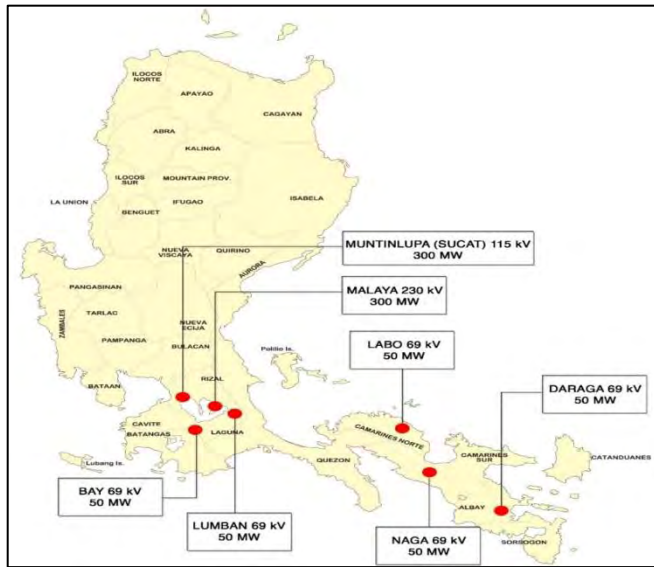 ILOCOS
NORTE
APAYAO
CAGAYAN
ABRA
KALINGA
ILOCOS
SUR
MOUNTAIN PROV.
ISABELA
LA UNION
IFUGAO
BENGUET
MUNTINLUPA (SUCAT) 115 kV
300 MW
NUEVA
VISCAYA
QUIRINO
AURORA
MALAYA 230 kV
300 MW
PANGASINAN
ZAMBALES
TARLAC
NUEVA
ECIJA
PAMPANGA
BULACAN
Polillo Is.
LABO 69 kV
50 MW
RIZAL
BATAAN
DARAGA 69 kV
50 MW
CAVITE
BATANGAS
LAGUNA
CAMARINES NORTE
Lubang Is.
QUEZON
CAMARINES
SUR
CATANDUANES
BAY 69 kV
50 MW
LUMBAN 69 kV
50 MW
ALBAY
NAGA 69 kV
50 MW
SORSOGON